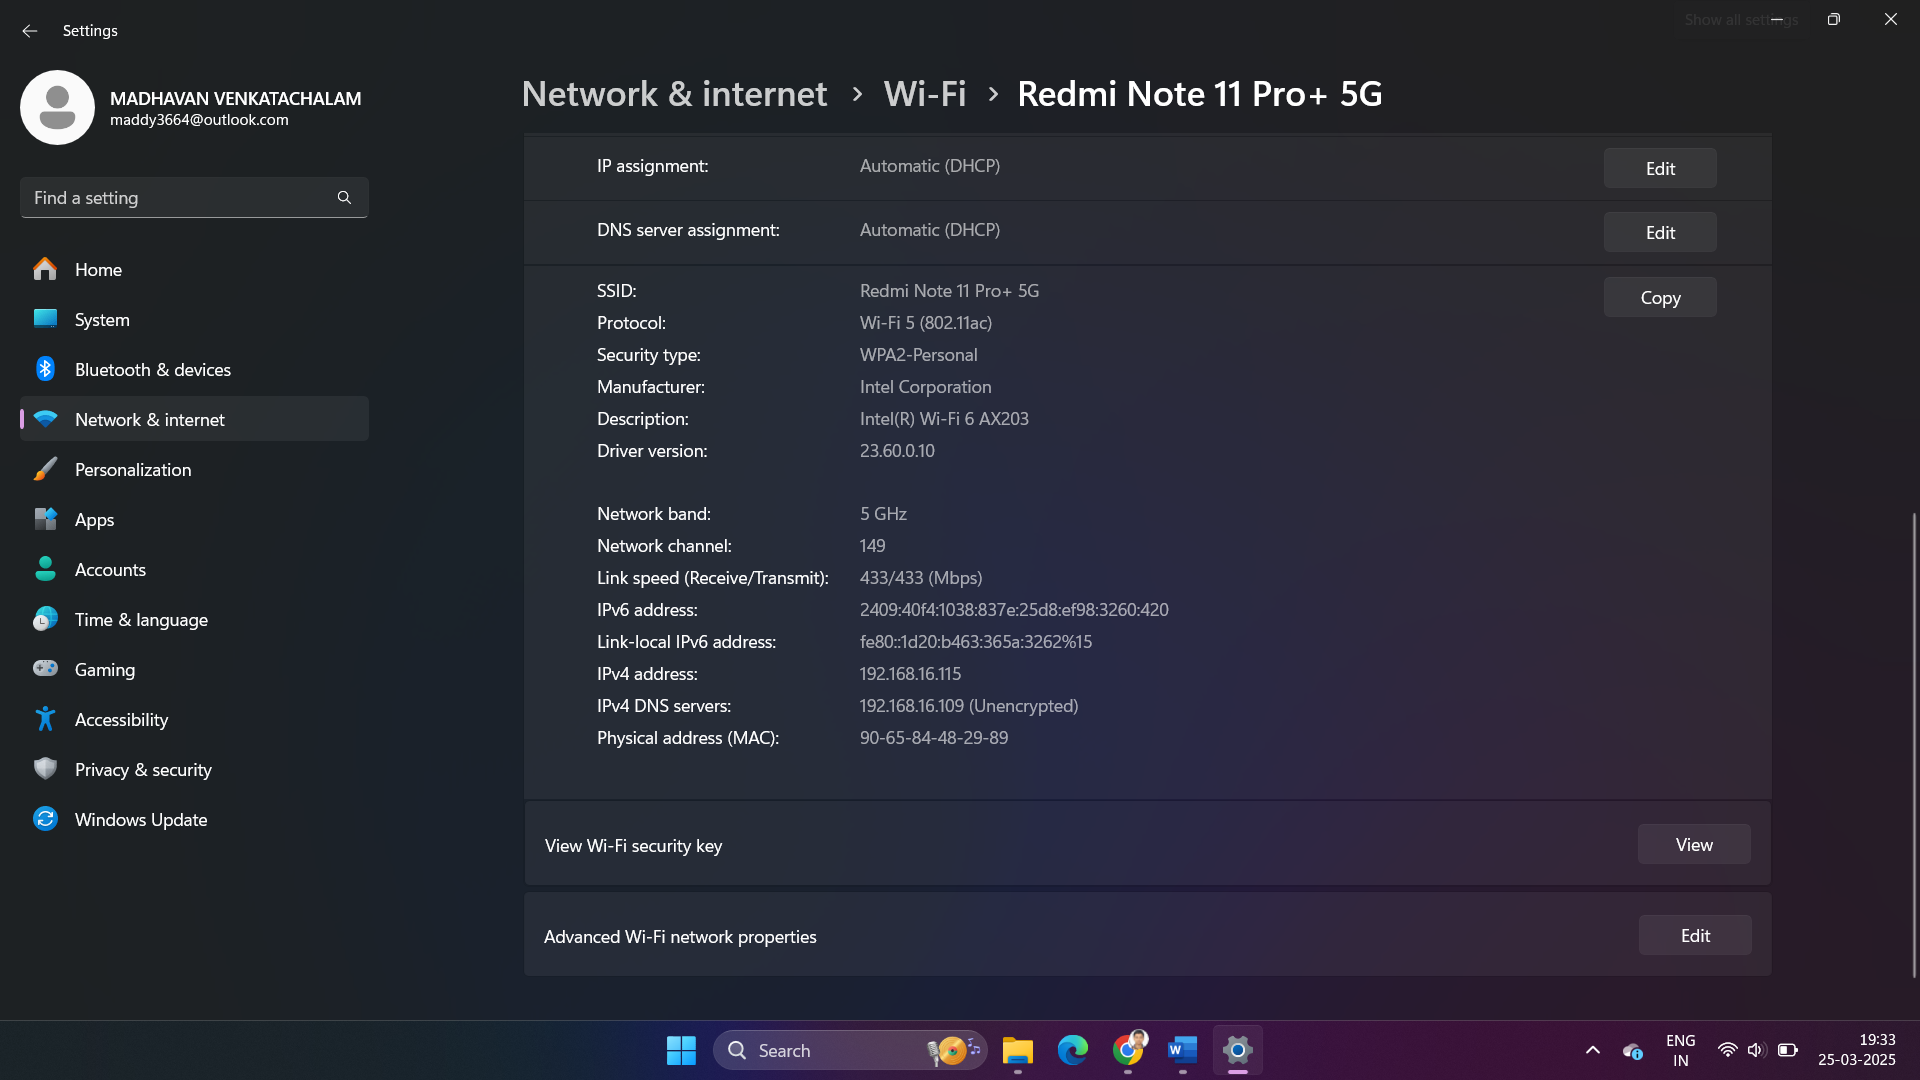 Settings
Show all settings
MADHAVAN VENKATACHALAM
maddy3664@outlook.com
Find a setting
Home
System
Bluetooth & devices
Network & internet
Personalization
Apps
Accounts
Time & language
Gaming
Accessibility
Privacy & security
Windows Update
Network & internet › Wi-Fi › Redmi Note 11 Pro+ 5G
IP assignment: Automatic (DHCP) Edit
DNS server assignment: Automatic (DHCP) Edit
SSID: Redmi Note 11 Pro+ 5G Copy
Protocol: Wi-Fi 5 (802.11ac)
Security type: WPA2-Personal
Manufacturer: Intel Corporation
Description: Intel(R) Wi-Fi 6 AX203
Driver version: 23.60.0.10
Network band: 5 GHz
Network channel: 149
Link speed (Receive/Transmit): 433/433 (Mbps)
IPv6 address: 2409:40f4:1038:837e:25d8:ef98:3260:420
Link-local IPv6 address: fe80::1d20:b463:365a:3262%15
IPv4 address: 192.168.16.115
IPv4 DNS servers: 192.168.16.109 (Unencrypted)
Physical address (MAC): 90-65-84-48-29-89
View Wi-Fi security key View
Advanced Wi-Fi network properties Edit
Search
W
ENG
IN
19:33
25-03-2025